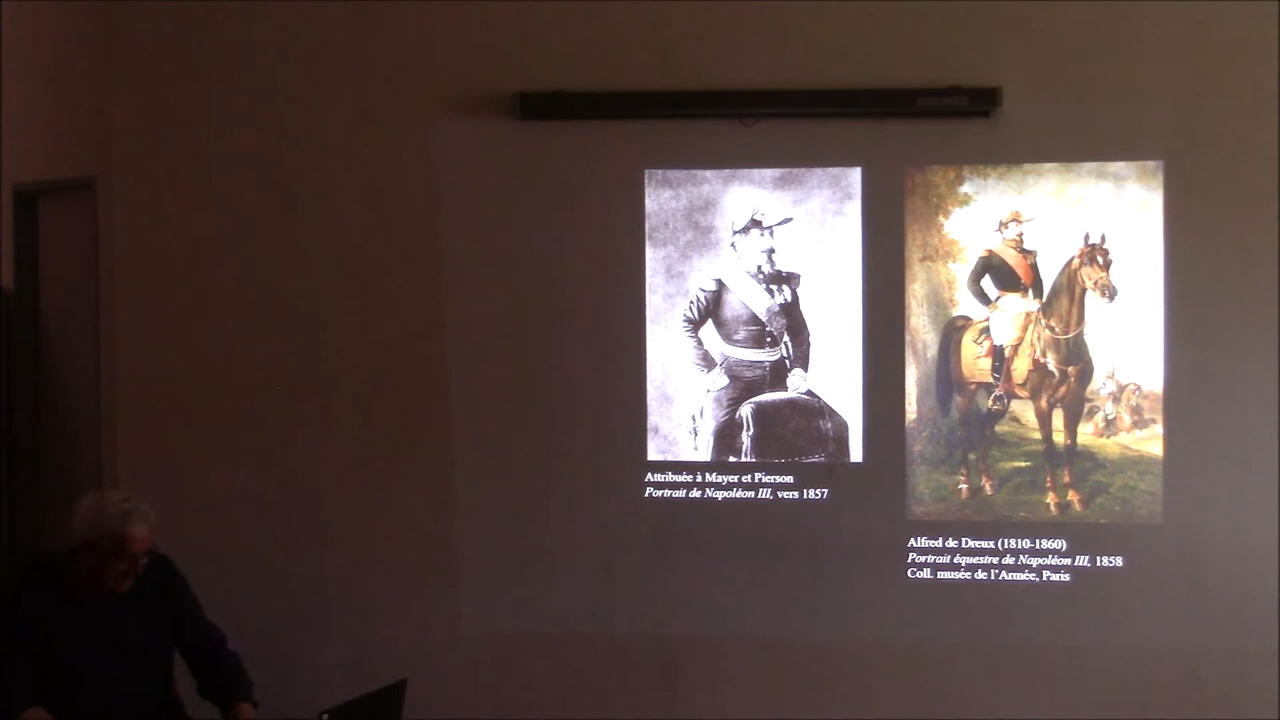 Attribuée à Mayer et Pierson
Portrait de Napoléon III, vers 1857
Alfred de Dreux (1810-1860)
Portrait équestre de Napoléon III, 1858
Coll. musée de l'Armée, Paris